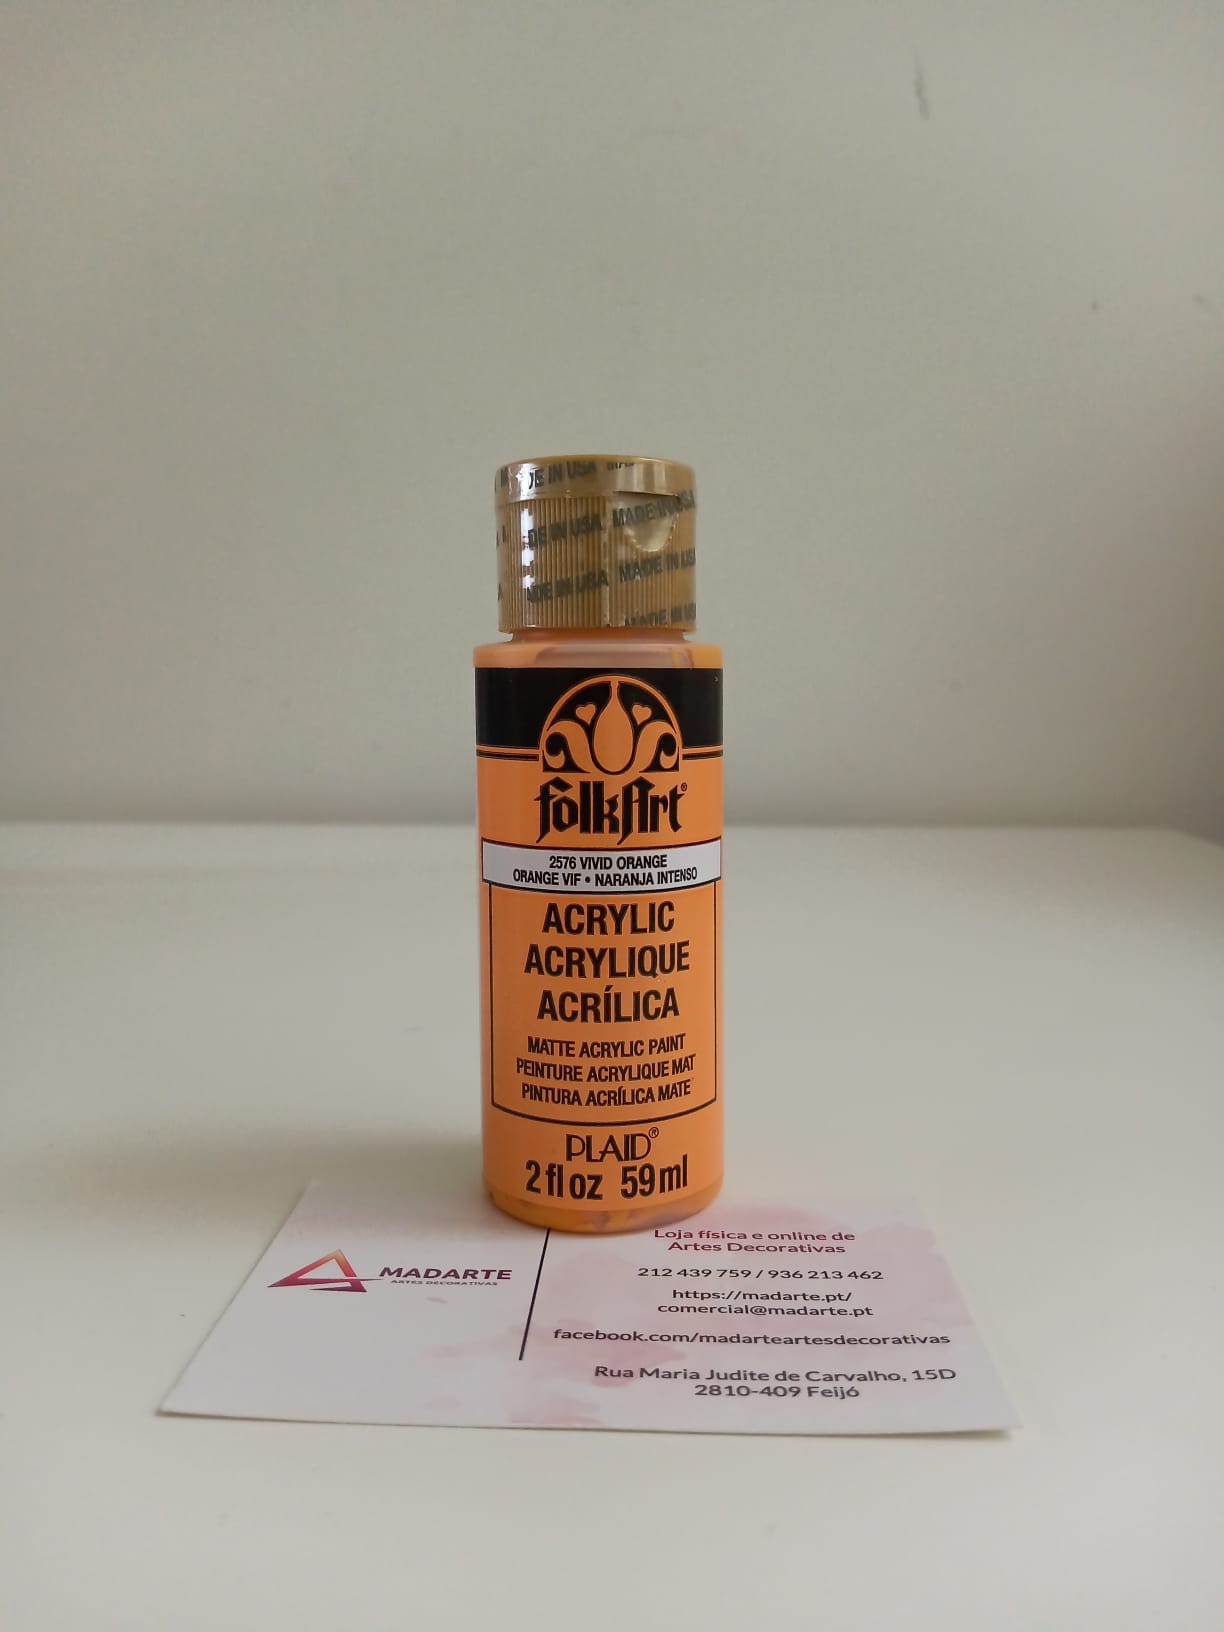 MADE IN USA
MADE IN USA
MADE IN USA
folkArt®
2576 VIVID ORANGE
ORANGE VIF • NARANJA INTENSO
ACRYLIC
ACRYLIQUE
ACRÍLICA
MATTE ACRYLIC PAINT
PEINTURE ACRYLIQUE MAT
PINTURA ACRÍLICA MATE
PLAID®
2 fl oz 59 ml
MADARTE
ARTES DECORATIVAS
Loja física e online de
Artes Decorativas
212 439 759 / 936 213 462
https://madarte.pt/
comercial@madarte.pt
facebook.com/madarteartesdecorativas
Rua Maria Judite de Carvalho, 15D
2810-409 Feijó